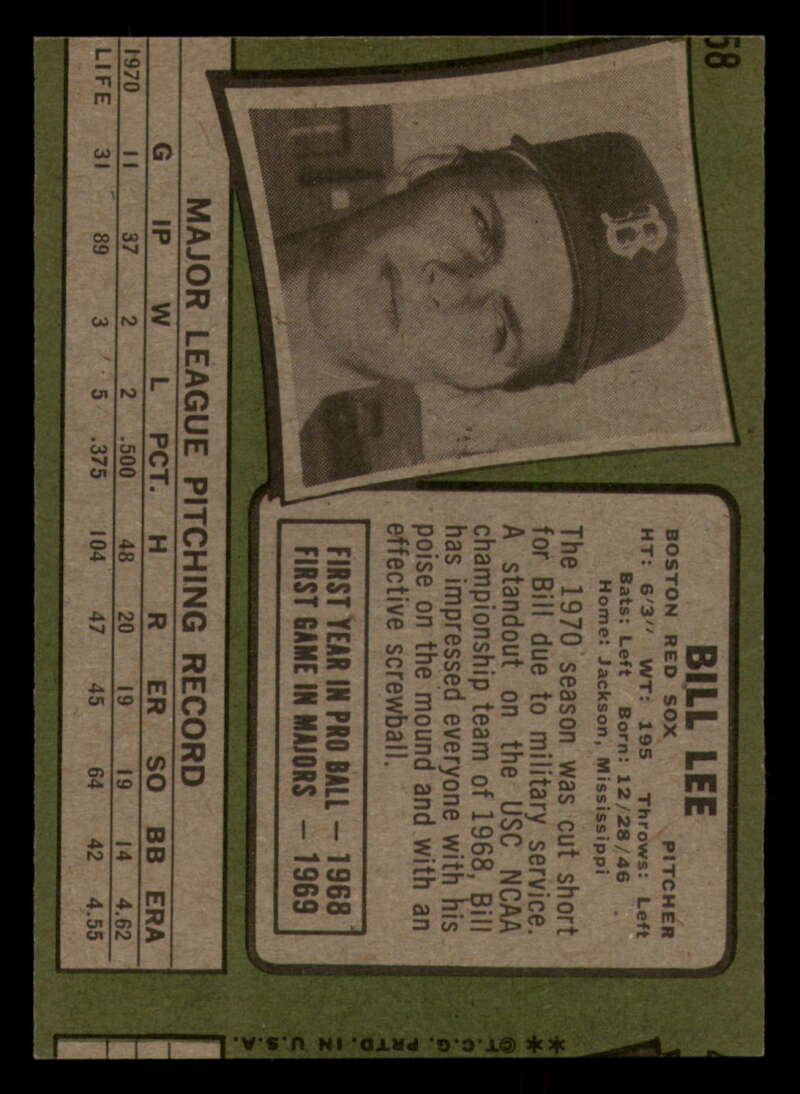 58
B
BILL LEE
BOSTON RED SOX PITCHER
HT: 6'3" WT: 195 Throws: Left
Bats: Left Born: 12/28/46
Home: Jackson, Mississippi
The 1970 season was cut short
for Bill due to military service.
A standout on the USC NCAA
championship team of 1968, Bill
has impressed everyone with his
poise on the mound and with an
effective screwball.
FIRST YEAR IN PRO BALL — 1968
FIRST GAME IN MAJORS — 1969
MAJOR LEAGUE PITCHING RECORD
G IP W L PCT. H R ER SO BB ERA
1970 11 37 2 2 .500 48 20 19 19 14 4.62
LIFE 31 89 3 5 .375 104 47 45 64 42 4.55
**©T.C.G. PRTD. IN U.S.A.